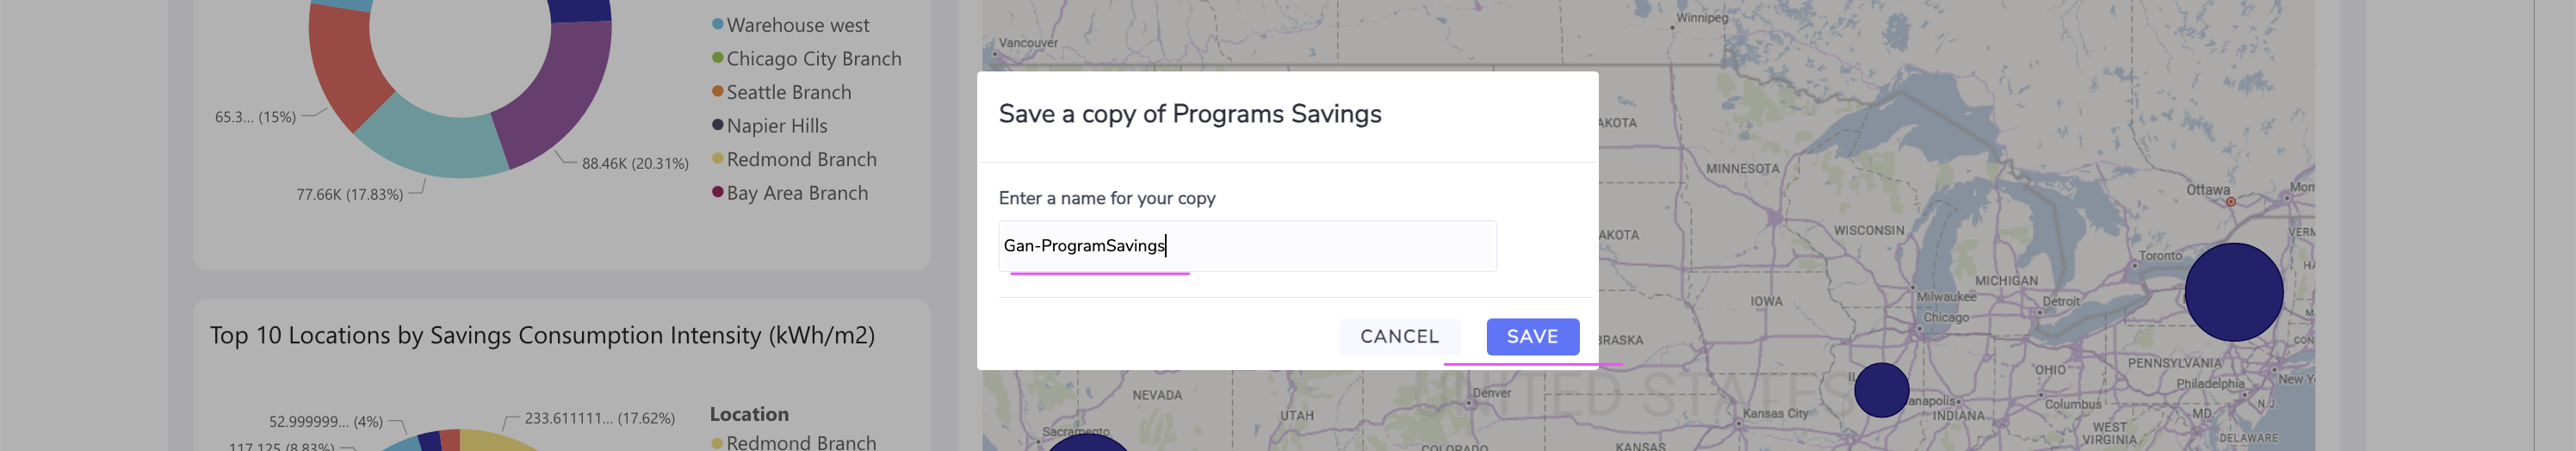 Warehouse west
Chicago City Branch
Seattle Branch
Napier Hills
Redmond Branch
Bay Area Branch
65.3... (15%)
88.46K (20.31%)
77.66K (17.83%)
Top 10 Locations by Savings Consumption Intensity (kWh/m2)
52.999999... (4%)
233.611111... (17.62%)
117.125 (8.83%)
Location
Redmond Branch
Save a copy of Programs Savings
Enter a name for your copy
Gan-ProgramSavings
CANCEL
SAVE
Winnipeg
Vancouver
AKOTA
MINNESOTA
Ottawa
Mon
AKOTA
WISCONSIN
VERM
Toronto
HA
MICHIGAN
IOWA
Milwaukee
Detroit
Chicago
BRASKA
CON
PENNSYLVANIA
OHIO
New Yo
Philadelphia
UNITED STATES
IL
NEVADA
Denver
anapolis
Columbus
N.J.
UTAH
Kansas City
INDIANA
MD.
Sacramento
WEST
VIRGINIA
DELAWARE
COLORADO
KANSAS